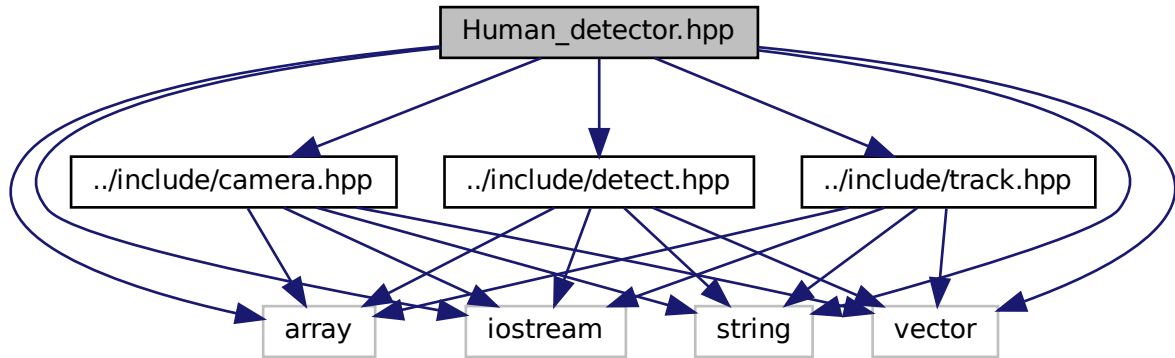 Human_detector.hpp
../include/camera.hpp
../include/detect.hpp
../include/track.hpp
array
iostream
string
vector